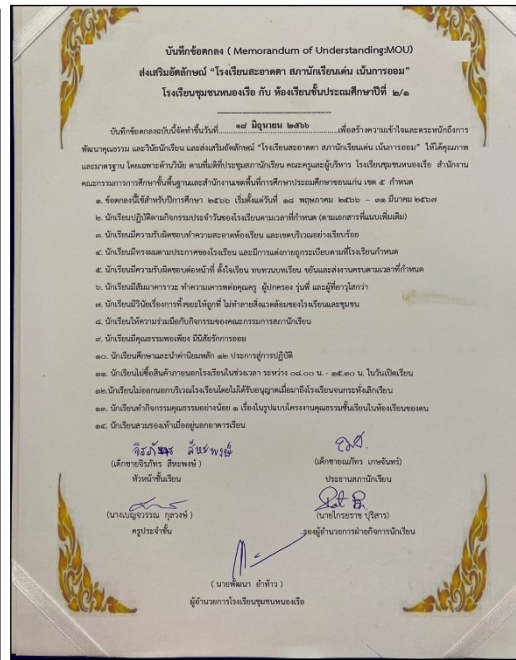 บันทึกข้อตกลง ( Memorandum of Understanding:MOU)
ส่งเสริมอัตลักษณ์ "โรงเรียนสะอาดตา สภานักเรียนเด่น เน้นการออม"
โรงเรียนชุมชนหนองเรือ กับ ห้องเรียนชั้นประถมศึกษาปีที่ ๒/๑
บันทึกข้อตกลงฉบับนี้จัดทำขึ้นวันที่ ๑๘ มิถุนายน ๒๕๖๖ เพื่อสร้างความเข้าใจและตระหนักถึงการ
พัฒนาคุณธรรม และวินัยนักเรียน และส่งเสริมอัตลักษณ์ "โรงเรียนสะอาดตา สภานักเรียนเด่น เน้นการออม" ให้ได้คุณภาพ
และมาตรฐาน โดยเฉพาะด้านวินัย ตามที่มติที่ประชุมสภานักเรียน คณะครูและผู้บริหาร โรงเรียนชุมชนหนองเรือ สำนักงาน
คณะกรรมการการศึกษาขั้นพื้นฐานและสำนักงานเขตพื้นที่การศึกษาประถมศึกษาขอนแก่น เขต ๕ กำหนด
๑. ข้อตกลงนี้ใช้สำหรับปีการศึกษา ๒๕๖๖ เริ่มตั้งแต่วันที่ ๑๘ พฤษภาคม ๒๕๖๖ - ๓๑ มีนาคม ๒๕๖๗
๒. นักเรียนปฏิบัติตามกิจกรรมประจำวันของโรงเรียนตามเวลาที่กำหนด (ตามเอกสารที่แนบเพิ่มเติม)
๓. นักเรียนมีความรับผิดชอบทำความสะอาดห้องเรียน และเขตบริเวณอย่างเรียบร้อย
๔. นักเรียนมีทรงผมตามประกาศของโรงเรียน และมีการแต่งกายถูกระเบียบตามที่โรงเรียนกำหนด
๕. นักเรียนมีความรับผิดชอบต่อหน้าที่ ตั้งใจเรียน ทบทวนบทเรียน ขยันและส่งงานครบตามเวลาที่กำหนด
๖. นักเรียนมีสัมมาคารวะ ทำความเคารพต่อคุณครู ผู้ปกครอง รุ่นพี่ และผู้ที่อาวุโสกว่า
๗. นักเรียนมีวินัยเรื่องการทิ้งขยะให้ถูกที่ ไม่ทำลายสิ่งแวดล้อมของโรงเรียนและชุมชน
๘. นักเรียนให้ความร่วมมือกับกิจกรรมของคณะกรรมการสภานักเรียน
๙. นักเรียนมีคุณธรรมพอเพียง มีนิสัยรักการออม
๑๐. นักเรียนศึกษาและนำค่านิยมหลัก ๑๒ ประการสู่การปฏิบัติ
๑๑. นักเรียนไม่ซื้อสินค้าภายนอกโรงเรียนในช่วงเวลา ระหว่าง ๐๘.๐๐ น. - ๑๕.๓๐ น. ในวันเปิดเรียน
๑๒.นักเรียนไม่ออกนอกบริเวณโรงเรียนโดยไม่ได้รับอนุญาตเมื่อมาถึงโรงเรียนจนกระทั่งเลิกเรียน
๑๓. นักเรียนทำกิจกรรมคุณธรรมอย่างน้อย ๑ เรื่องในรูปแบบโครงงานคุณธรรมชั้นเรียนในห้องเรียนของตน
๑๔. นักเรียนสวมรองเท้าเมื่ออยู่นอกอาคารเรียน
จิรภัทร สีหะพงษ์
(เด็กชายจิรภัทร สีหะพงษ์ )
(เด็กชายณภัทร เกษจันทร์)
หัวหน้าชั้นเรียน
ประธานสภานักเรียน
(นางเบญจวรรณ กุลวงษ์ )
(นายไกรยราช บุริสาร)
ครูประจำชั้น
รองผู้อำนวยการฝ่ายกิจการนักเรียน
( นายพัฒนา อำท้าว )
ผู้อำนวยการโรงเรียนชุมชนหนองเรือ